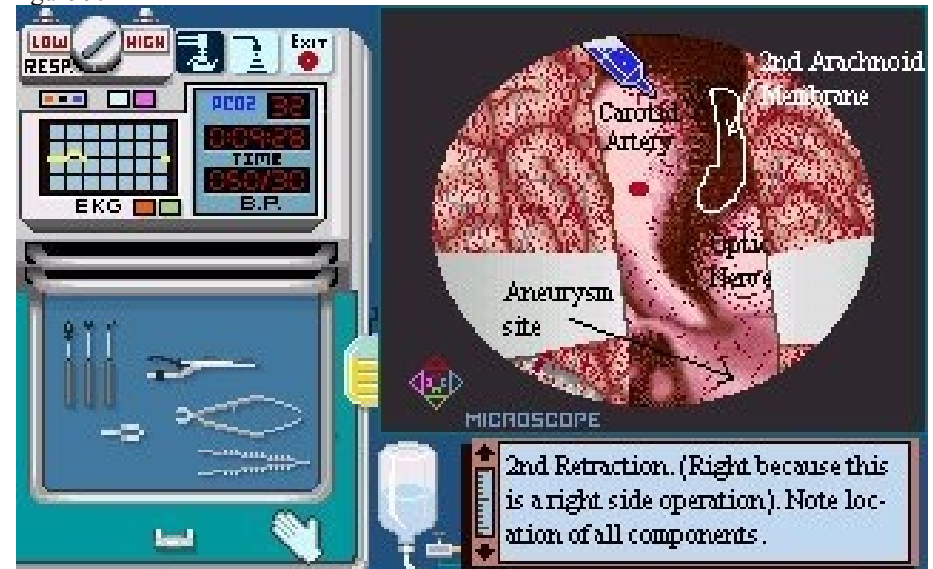 LOW HIGH EXIT
RESP.
PCO2 32
0:09:28
TIME
050/30
B.P.
EKG
2nd Arachnoid
Membrane
Carotid
Artery
Optic
Nerve
Aneurysm
site
MICROSCOPE
2nd Retraction. (Right because this
is a right side operation). Note loc-
ation of all components.